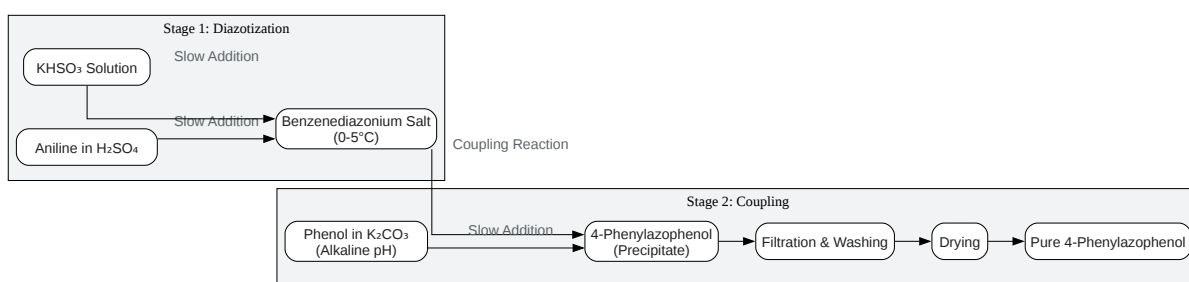 Stage 1: Diazotization
Slow Addition
KHSO₃ Solution
Slow Addition
Benzenediazonium Salt
(0-5°C)
Aniline in H₂SO₄
Coupling Reaction
Stage 2: Coupling
Phenol in K₂CO₃
(Alkaline pH)
Slow Addition
4-Phenylazophenol
(Precipitate)
Filtration & Washing
Drying
Pure 4-Phenylazophenol